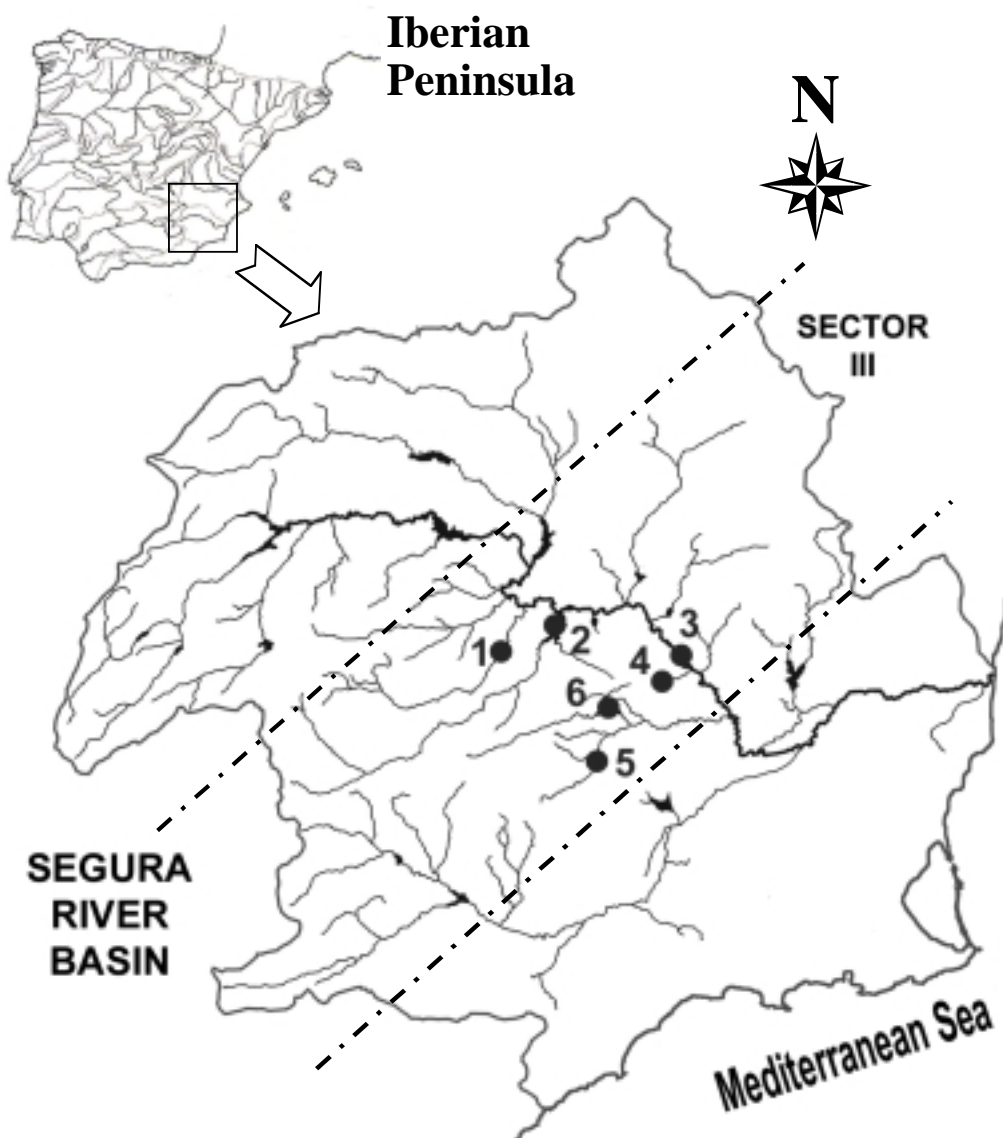 Iberian
Peninsula
N
SECTOR
III
1
2
3
4
6
5
SEGURA
RIVER
BASIN
Mediterranean Sea